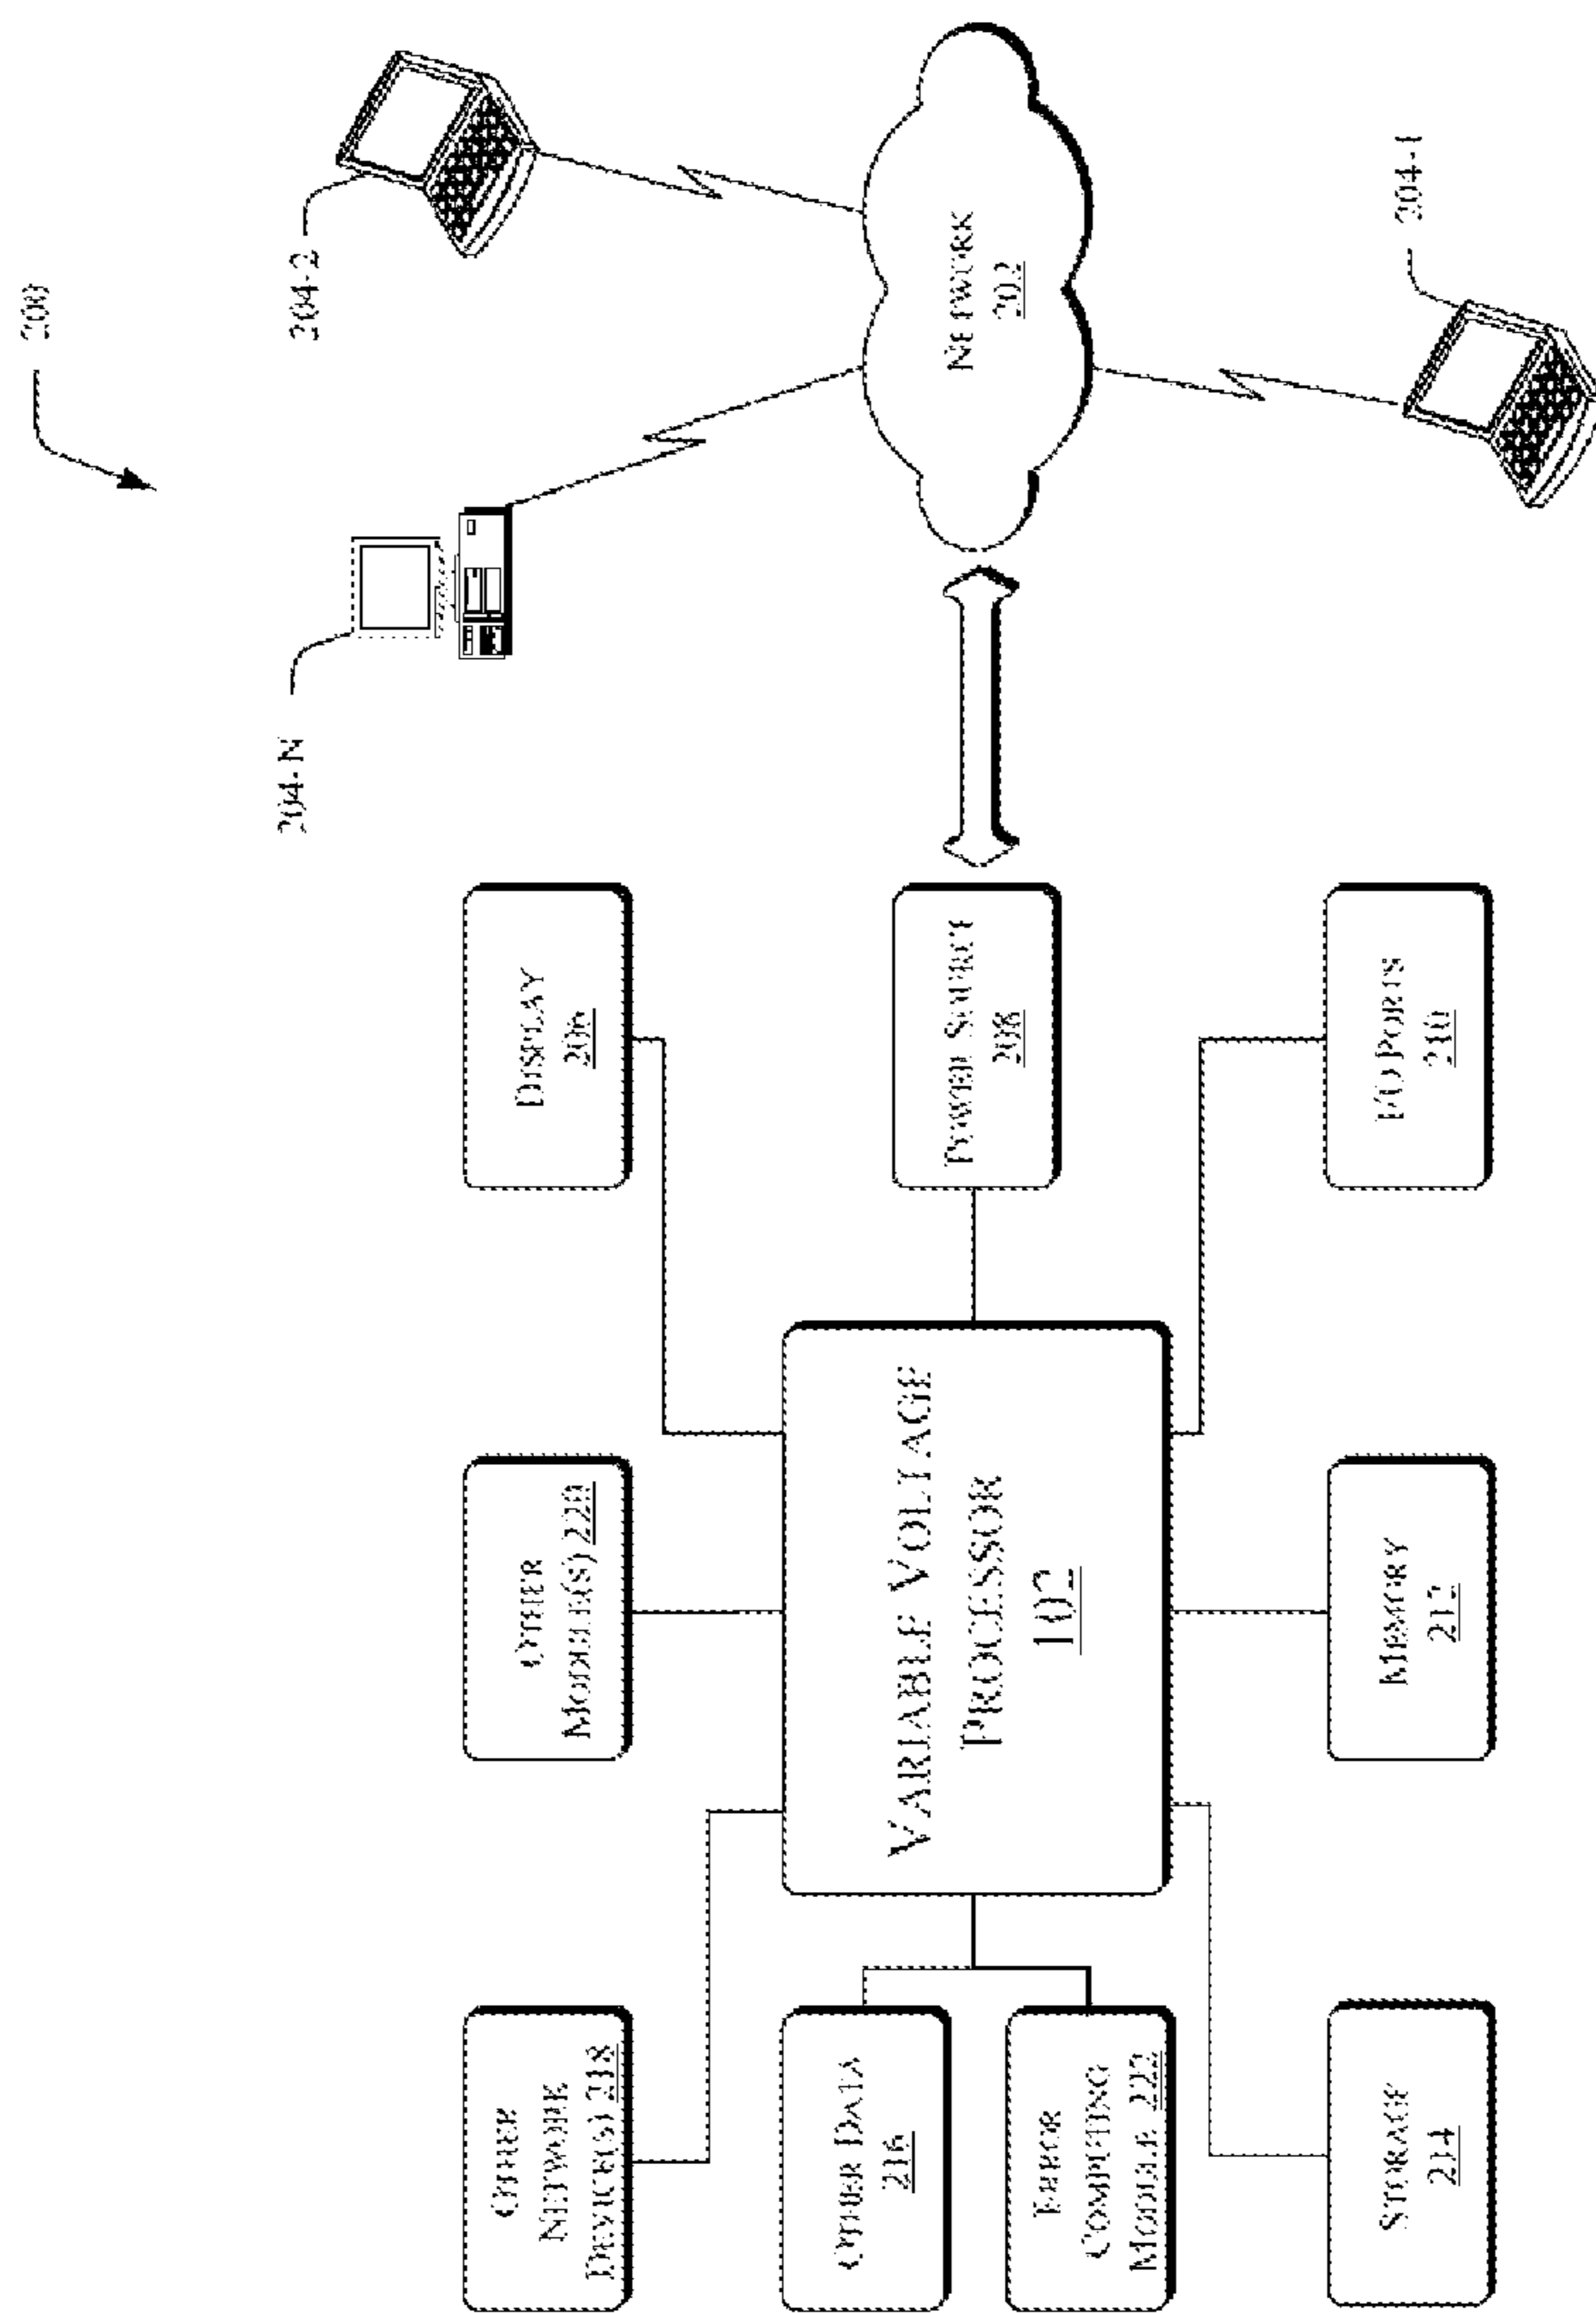 200
204-2
204-N
NETWORK
202
204-1
DISPLAY
206
POWER SOURCE
208
I/O PORTS
210
OTHER
MODULE(S) 220
VARIABLE VOLTAGE
PROCESSOR
102
MEMORY
212
OTHER
NETWORK
DEVICE(S) 218
OTHER DATA
216
ERROR
COMPUTING
MODULE 222
STORAGE
214